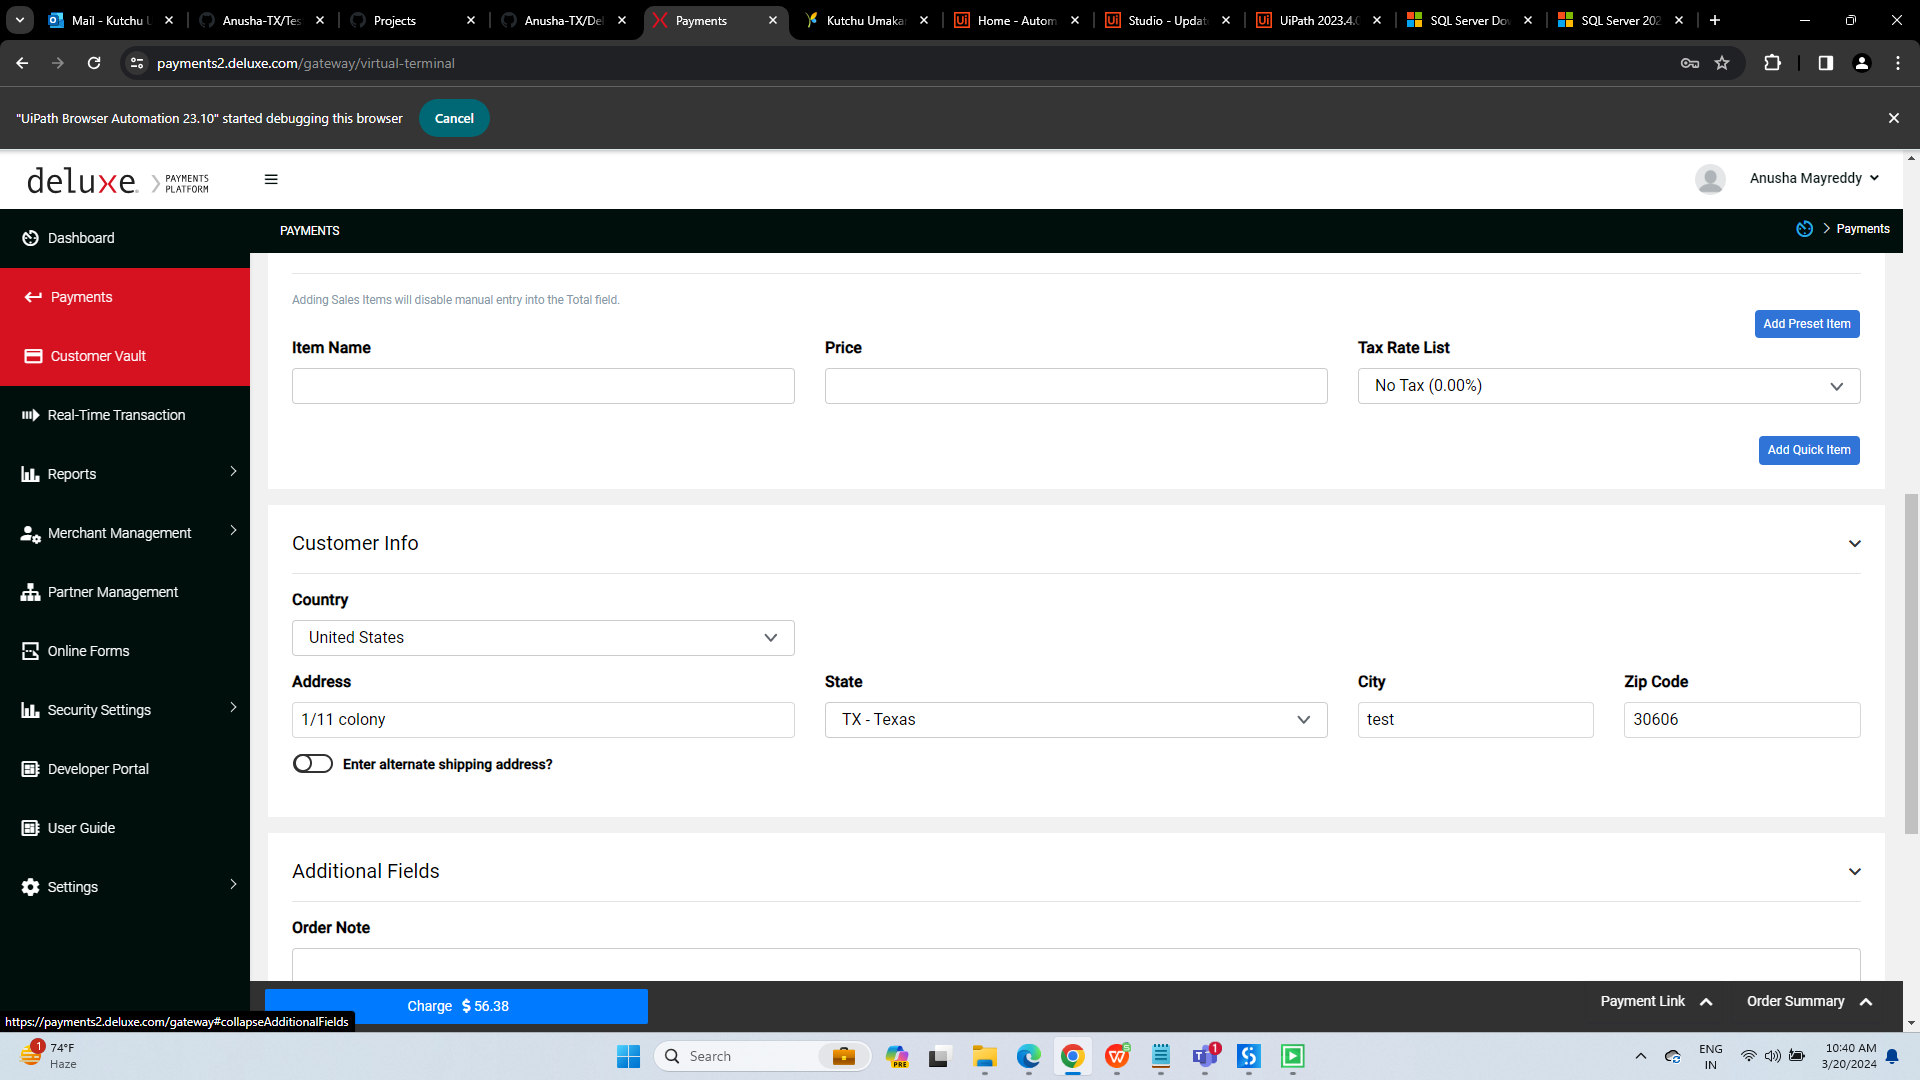 Mail - Kutchu U
Anusha-TX/Tes
Projects
Anusha-TX/Del
Payments
Kutchu Umakan
Home - Autom
Studio - Updat
UiPath 2023.4.0
SQL Server Do
SQL Server 202
payments2.deluxe.com/gateway/virtual-terminal
"UiPath Browser Automation 23.10" started debugging this browser
Cancel
deluxe.
PAYMENTS
PLATFORM
Anusha Mayreddy
Dashboard
PAYMENTS
Payments
Payments
Customer Vault
Real-Time Transaction
Reports
Merchant Management
Partner Management
Online Forms
Security Settings
Developer Portal
User Guide
Settings
Adding Sales Items will disable manual entry into the Total field.
Add Preset Item
Item Name
Price
Tax Rate List
No Tax (0.00%)
Add Quick Item
Customer Info
Country
United States
Address
State
City
Zip Code
1/11 colony
TX - Texas
test
30606
Enter alternate shipping address?
Additional Fields
Order Note
Charge $ 56.38
Payment Link
Order Summary
https://payments2.deluxe.com/gateway#collapseAdditionalFields
1
74°F
Haze
Search
PRE
1
ENG
IN
10:40 AM
3/20/2024